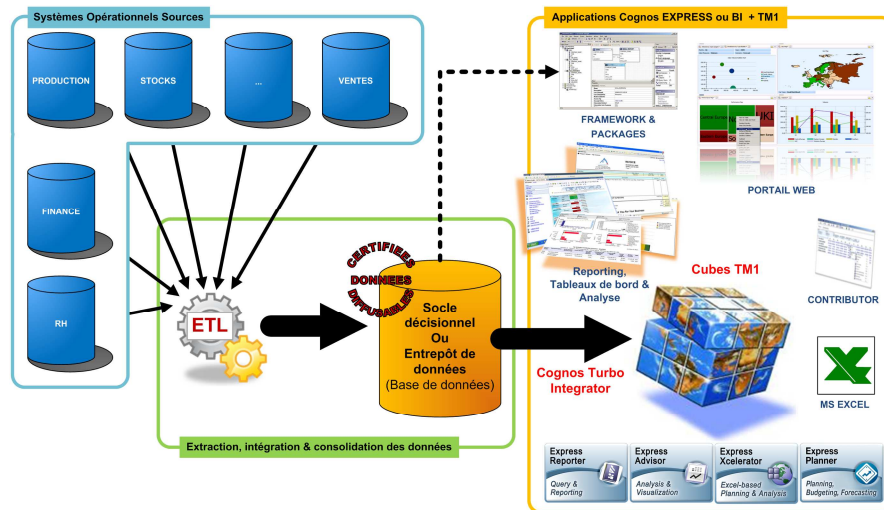 Systèmes Opérationnels Sources
PRODUCTION
STOCKS
...
VENTES
FINANCE
RH
ETL
CERTIFIEES
DONNEES
DIFFUSABLES
Socle
décisionnel
Ou
Entrepôt de
données
(Base de données)
Extraction, intégration & consolidation des données
Applications Cognos EXPRESS ou BI + TM1
FRAMEWORK &
PACKAGES
PORTAIL WEB
Reporting,
Tableaux de bord &
Analyse
Cubes TM1
CONTRIBUTOR
Cognos Turbo
Integrator
MS EXCEL
Express
Reporter
Query &
Reporting
Express
Advisor
Analysis &
Visualization
Express
Xcelerator
Excel-based
Planning & Analysis
Express
Planner
Planning,
Budgeting, Forecasting